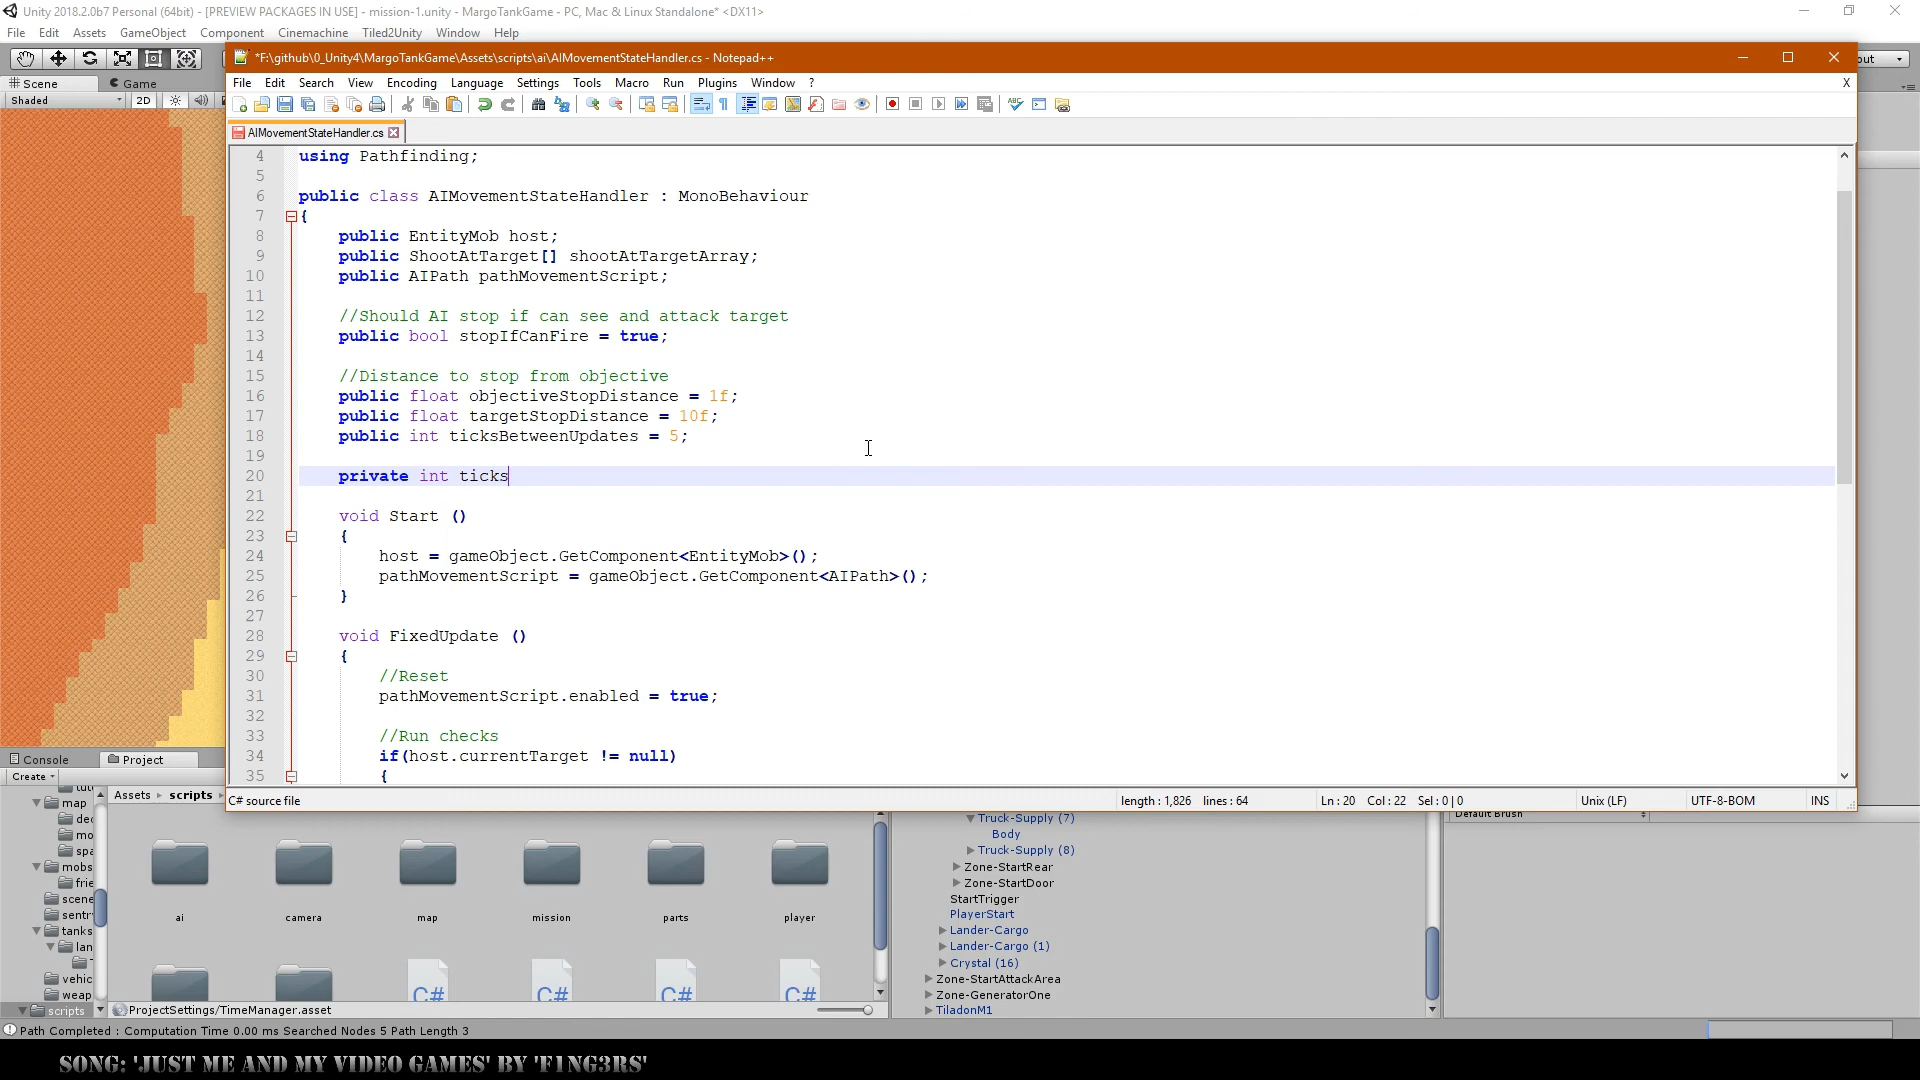 Unity 2018.2.0b7 Personal (64bit) - [PREVIEW PACKAGES IN USE] - mission-1.unity - MargoTankGame - PC, Mac & Linux Standalone* <DX11>
File Edit Assets GameObject Component Cinemachine Tiled2Unity Window Help
*F:\github\0_Unity4\MargoTankGame\Assets\scripts\ai\AIMovementStateHandler.cs - Notepad++
Scene Game
Shaded 2D
File Edit Search View Encoding Language Settings Tools Macro Run Plugins Window ? X
AIMovementStateHandler.cs
4 using Pathfinding;
5
6 public class AIMovementStateHandler : MonoBehaviour
7 {
8 public EntityMob host;
9 public ShootAtTarget[] shootAtTargetArray;
10 public AIPath pathMovementScript;
11
12 //Should AI stop if can see and attack target
13 public bool stopIfCanFire = true;
14
15 //Distance to stop from objective
16 public float objectiveStopDistance = 1f;
17 public float targetStopDistance = 10f;
18 public int ticksBetweenUpdates = 5;
19
20 private int ticks
21
22 void Start ()
23 {
24 host = gameObject.GetComponent<EntityMob>();
25 pathMovementScript = gameObject.GetComponent<AIPath>();
26 }
27
28 void FixedUpdate ()
29 {
30 //Reset
31 pathMovementScript.enabled = true;
32
33 //Run checks
34 if(host.currentTarget != null)
35 {
C# source file length : 1,826 lines : 64 Ln : 20 Col : 22 Sel : 0 | 0 Unix (LF) UTF-8-BOM INS
Console Project
Create
Assets scripts
map
mobs
tanks
scripts
ai camera map mission parts player
C# C# C# C#
ProjectSettings/TimeManager.asset
Truck-Supply (7)
Body
Truck-Supply (8)
Zone-StartRear
Zone-StartDoor
StartTrigger
PlayerStart
Lander-Cargo
Lander-Cargo (1)
Crystal (16)
Zone-StartAttackArea
Zone-GeneratorOne
TiladonM1
Default Brush
Path Completed : Computation Time 0.00 ms Searched Nodes 5 Path Length 3
SONG: 'JUST ME AND MY VIDEO GAMES' BY 'F1NG3RS'